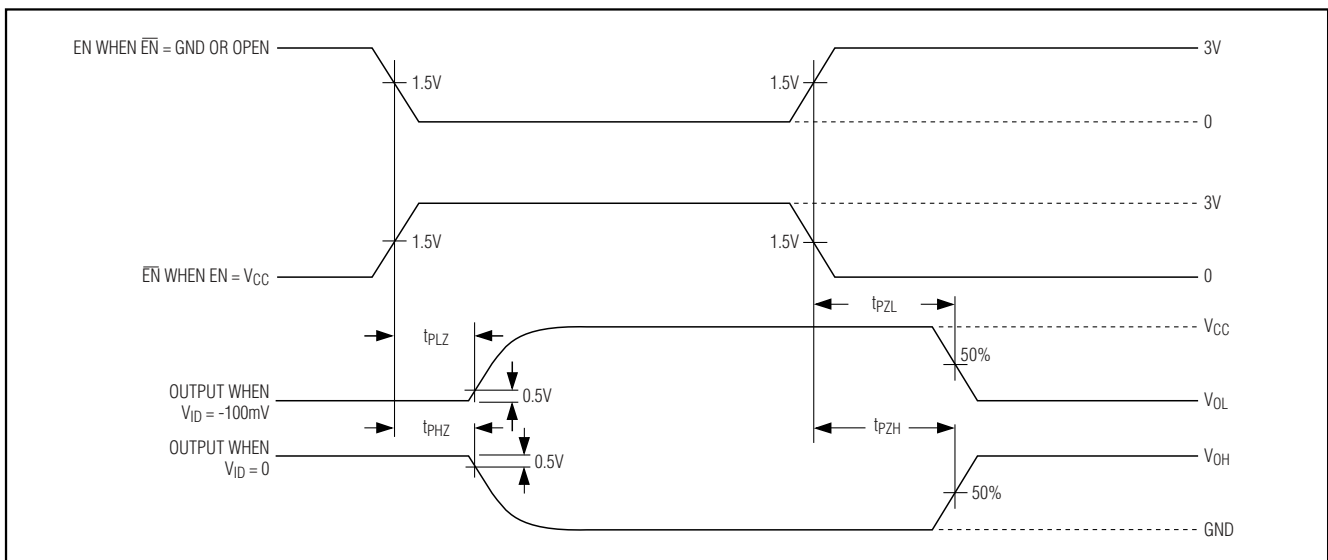 EN WHEN E̅N̅ = GND OR OPEN
3V
1.5V
1.5V
0
3V
1.5V
1.5V
E̅N̅ WHEN EN = VCC
0
tPZL
VCC
tPLZ
50%
OUTPUT WHEN
VID = -100mV
0.5V
VOL
tPHZ
tPZH
OUTPUT WHEN
VID = 0
0.5V
VOH
50%
GND